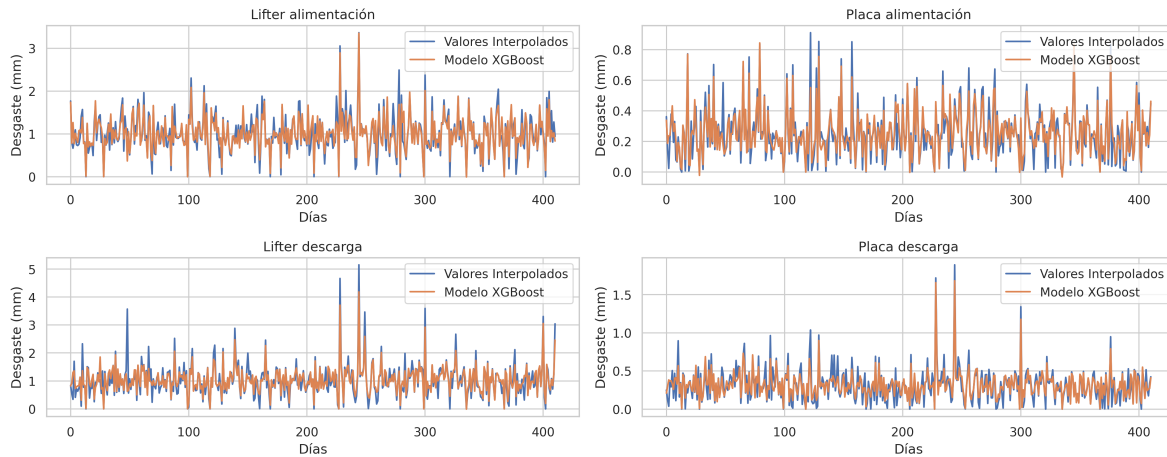 Lifter alimentación
Desgaste (mm)
3
2
1
0
Valores Interpolados
Modelo XGBoost
0 100 200 300 400
Días
Placa alimentación
Desgaste (mm)
0.8
0.6
0.4
0.2
0.0
Valores Interpolados
Modelo XGBoost
0 100 200 300 400
Días
Lifter descarga
Desgaste (mm)
5
4
3
2
1
0
Valores Interpolados
Modelo XGBoost
0 100 200 300 400
Días
Placa descarga
Desgaste (mm)
1.5
1.0
0.5
0.0
Valores Interpolados
Modelo XGBoost
0 100 200 300 400
Días